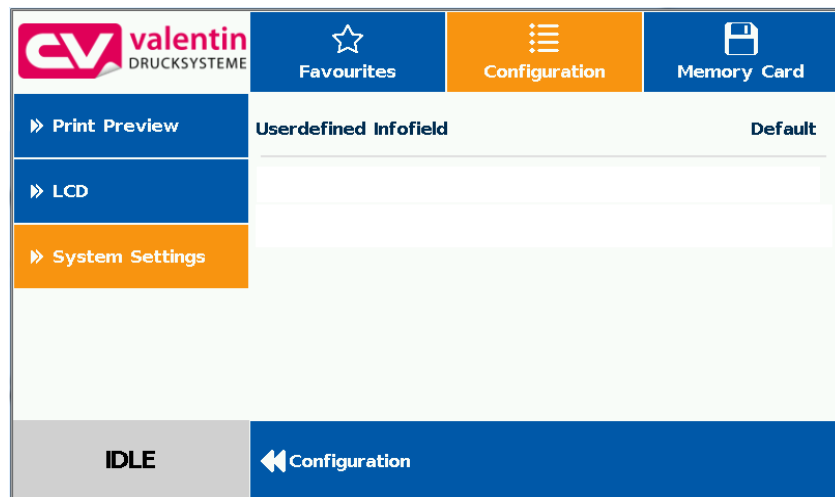 valentin
DRUCKSYSTEME
Favourites
Configuration
Memory Card
Print Preview
Userdefined Infofield Default
LCD
System Settings
IDLE
Configuration